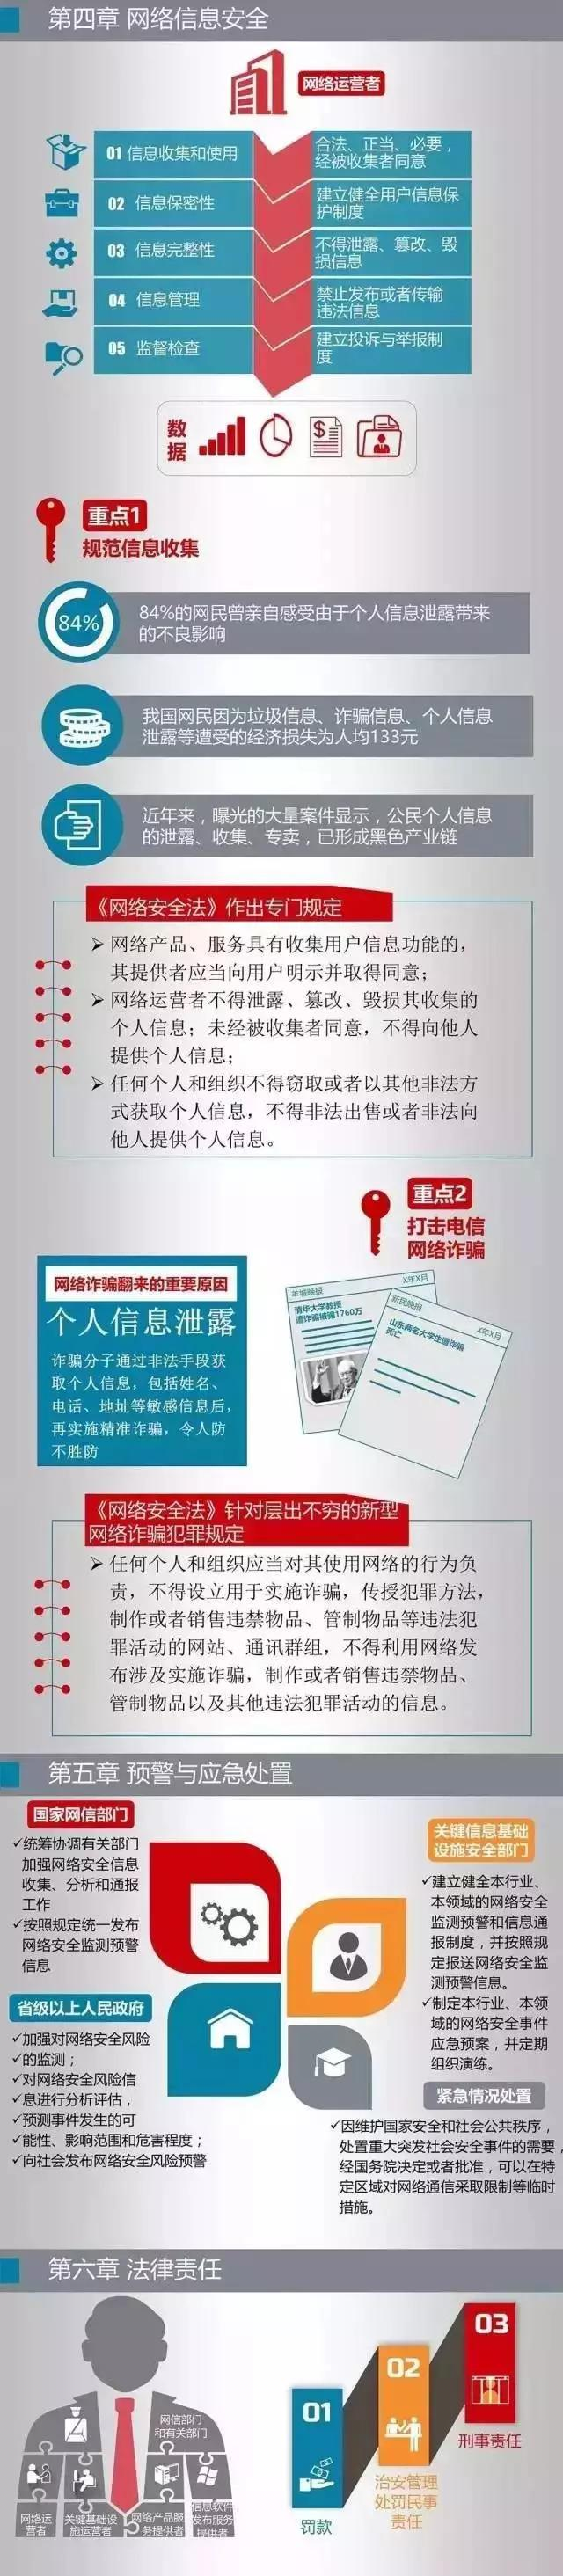 第四章 网络信息安全
网络运营者
01 信息收集和使用
合法、正当、必要，
经被收集者同意
02 信息保密性
建立健全用户信息保
护制度
03 信息完整性
不得泄露、篡改、毁
损信息
04 信息管理
禁止发布或者传输
违法信息
05 监督检查
建立投诉与举报制
度
数
据
重点1
规范信息收集
84%
84%的网民曾亲自感受由于个人信息泄露带来
的不良影响
我国网民因为垃圾信息、诈骗信息、个人信息
泄露等遭受的经济损失为人均133元
近年来，曝光的大量案件显示，公民个人信息
的泄露、收集、专卖，已形成黑色产业链
《网络安全法》作出专门规定
➢ 网络产品、服务具有收集用户信息功能的，
其提供者应当向用户明示并取得同意；
➢ 网络运营者不得泄露、篡改、毁损其收集的
个人信息；未经被收集者同意，不得向他人
提供个人信息；
➢ 任何个人和组织不得窃取或者以其他非法方
式获取个人信息，不得非法出售或者非法向
他人提供个人信息。
重点2
打击电信
网络诈骗
网络诈骗翻来的重要原因
个人信息泄露
诈骗分子通过非法手段获
取个人信息，包括姓名、
电话、地址等敏感信息后，
再实施精准诈骗，令人防
不胜防
羊城晚报
X年X月
清华大学教授
遭诈骗被骗1760万
新民晚报
X年X月
山东两名大学生遭诈骗
死亡
《网络安全法》针对层出不穷的新型
网络诈骗犯罪规定
➢ 任何个人和组织应当对其使用网络的行为负
责，不得设立用于实施诈骗，传授犯罪方法，
制作或者销售违禁物品、管制物品等违法犯
罪活动的网站、通讯群组，不得利用网络发
布涉及实施诈骗，制作或者销售违禁物品、
管制物品以及其他违法犯罪活动的信息。
第五章 预警与应急处置
国家网信部门
✓统筹协调有关部门
加强网络安全信息
收集、分析和通报
工作
✓按照规定统一发布
网络安全监测预警
信息
关键信息基础
设施安全部门
✓建立健全本行业、
本领域的网络安全
监测预警和信息通
报制度，并按照规
定报送网络安全监
测预警信息。
✓制定本行业、本领
域的网络安全事件
应急预案，并定期
组织演练。
省级以上人民政府
✓加强对网络安全风险
✓的监测；
✓对网络安全风险信
✓息进行分析评估，
✓预测事件发生的可
✓能性、影响范围和危害程度；
✓向社会发布网络安全风险预警
紧急情况处置
✓因维护国家安全和社会公共秩序，
处置重大突发社会安全事件的需要，
经国务院决定或者批准，可以在特
定区域对网络通信采取限制等临时
措施。
第六章 法律责任
网信部门
和有关部门
网络运
营者
关键基础设
施运营者
网络产品服
务提供者
信息软件
发布服务
提供者
01
罚款
02
治安管理
处罚民事
责任
03
刑事责任